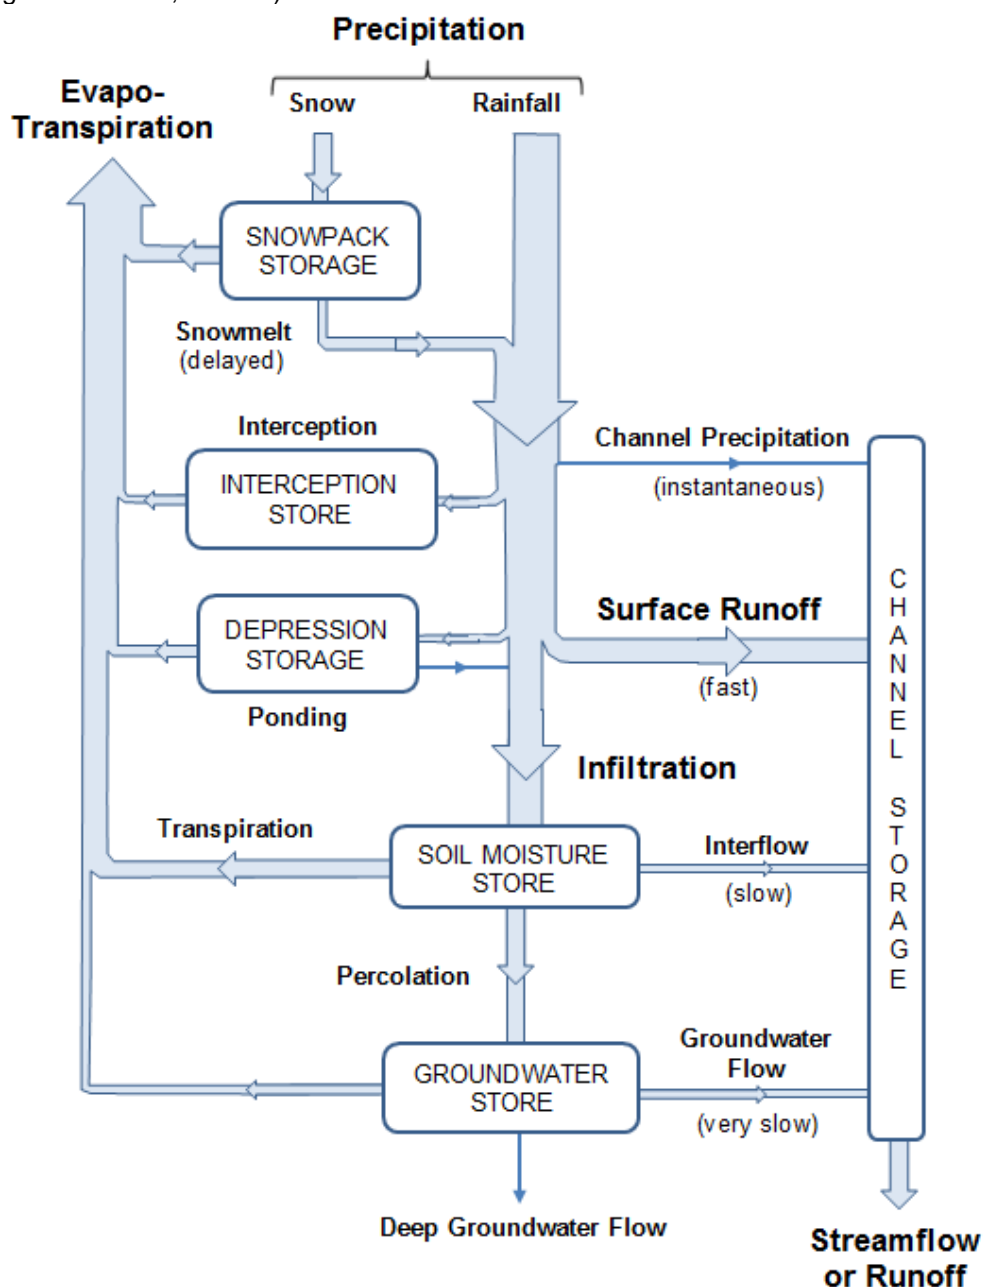 Precipitation
Snow
Rainfall
Evapo-
Transpiration
SNOWPACK
STORAGE
Snowmelt
(delayed)
Interception
INTERCEPTION
STORE
Channel Precipitation
(instantaneous)
DEPRESSION
STORAGE
Ponding
Surface Runoff
(fast)
Infiltration
CHANNEL STORAGE
Transpiration
SOIL MOISTURE
STORE
Interflow
(slow)
Percolation
GROUNDWATER
STORE
Groundwater
Flow
(very slow)
Deep Groundwater Flow
Streamflow
or Runoff